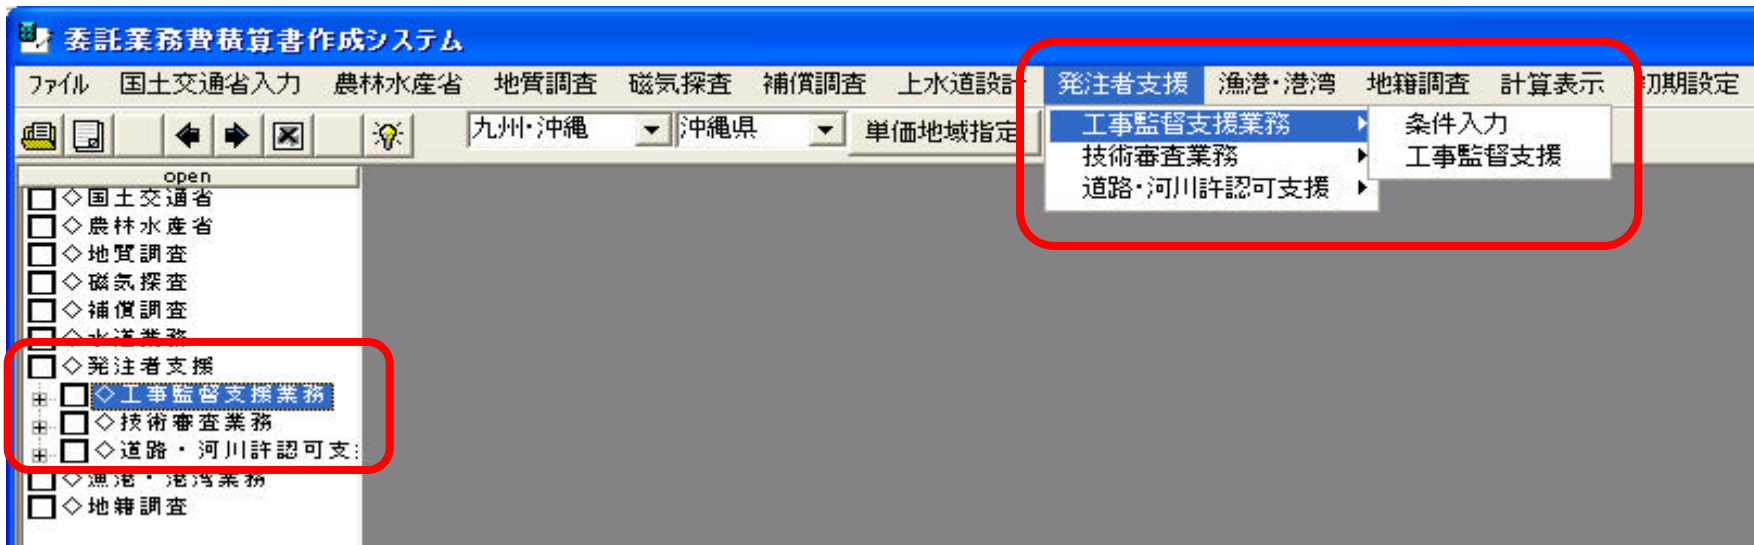 委託業務費積算書作成システム
ファイル 国土交通省入力 農林水産省 地質調査 磁気探査 補償調査 上水道設計 発注者支援 漁港・港湾 地籍調査 計算表示 初期設定
九州・沖縄 沖縄県 単価地域指定
工事監督支援業務 条件入力
技術審査業務 工事監督支援
道路・河川許認可支援
open
◇国土交通省
◇農林水産省
◇地質調査
◇磁気探査
◇補償調査
◇水道業務
◇発注者支援
◇工事監督支援業務
◇技術審査業務
◇道路・河川許認可支
◇漁港・港湾業務
◇地籍調査